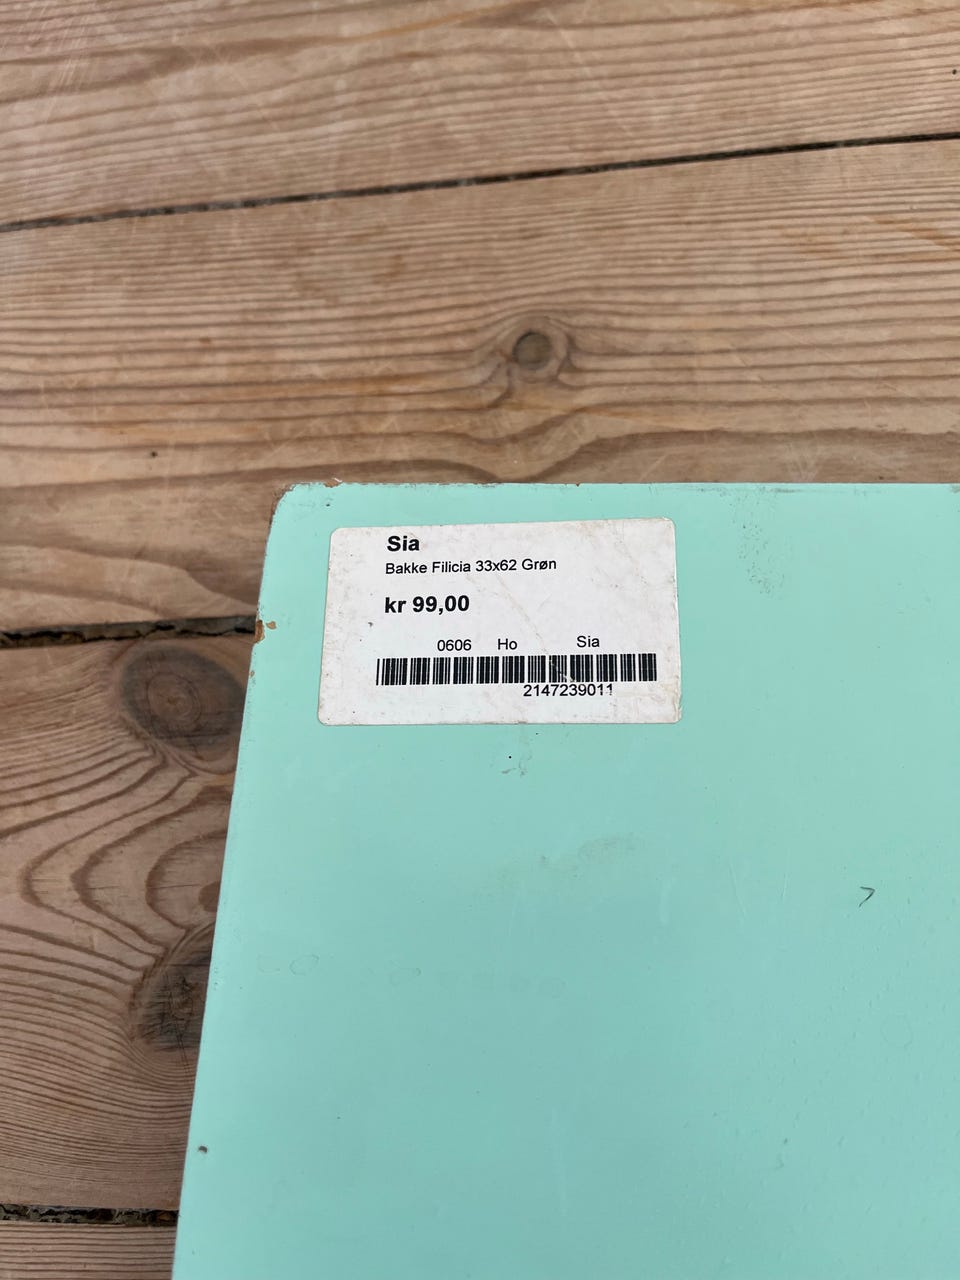 Sia
Bakke Filicia 33x62 Grøn
kr 99,00
0606 Ho Sia
2147239011